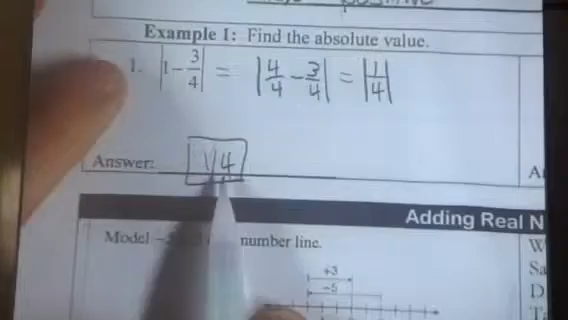 Example 1: Find the absolute value.
1. |1 - 3/4| = |4/4 - 3/4| = |1/4|
Answer: 1/4
Adding Real N
Model number line.
+3
-5